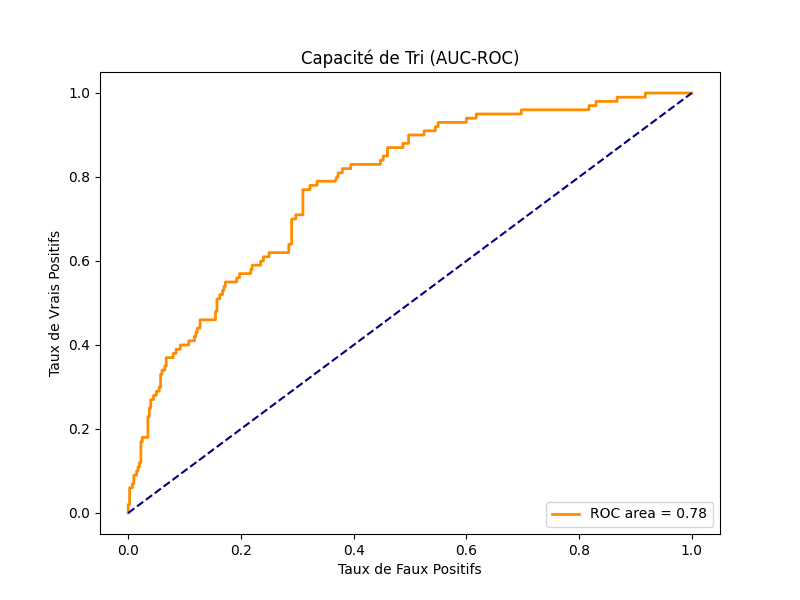 Capacité de Tri (AUC-ROC)
Taux de Vrais Positifs
1.0
0.8
0.6
0.4
0.2
0.0
0.0 0.2 0.4 0.6 0.8 1.0
Taux de Faux Positifs
ROC area = 0.78